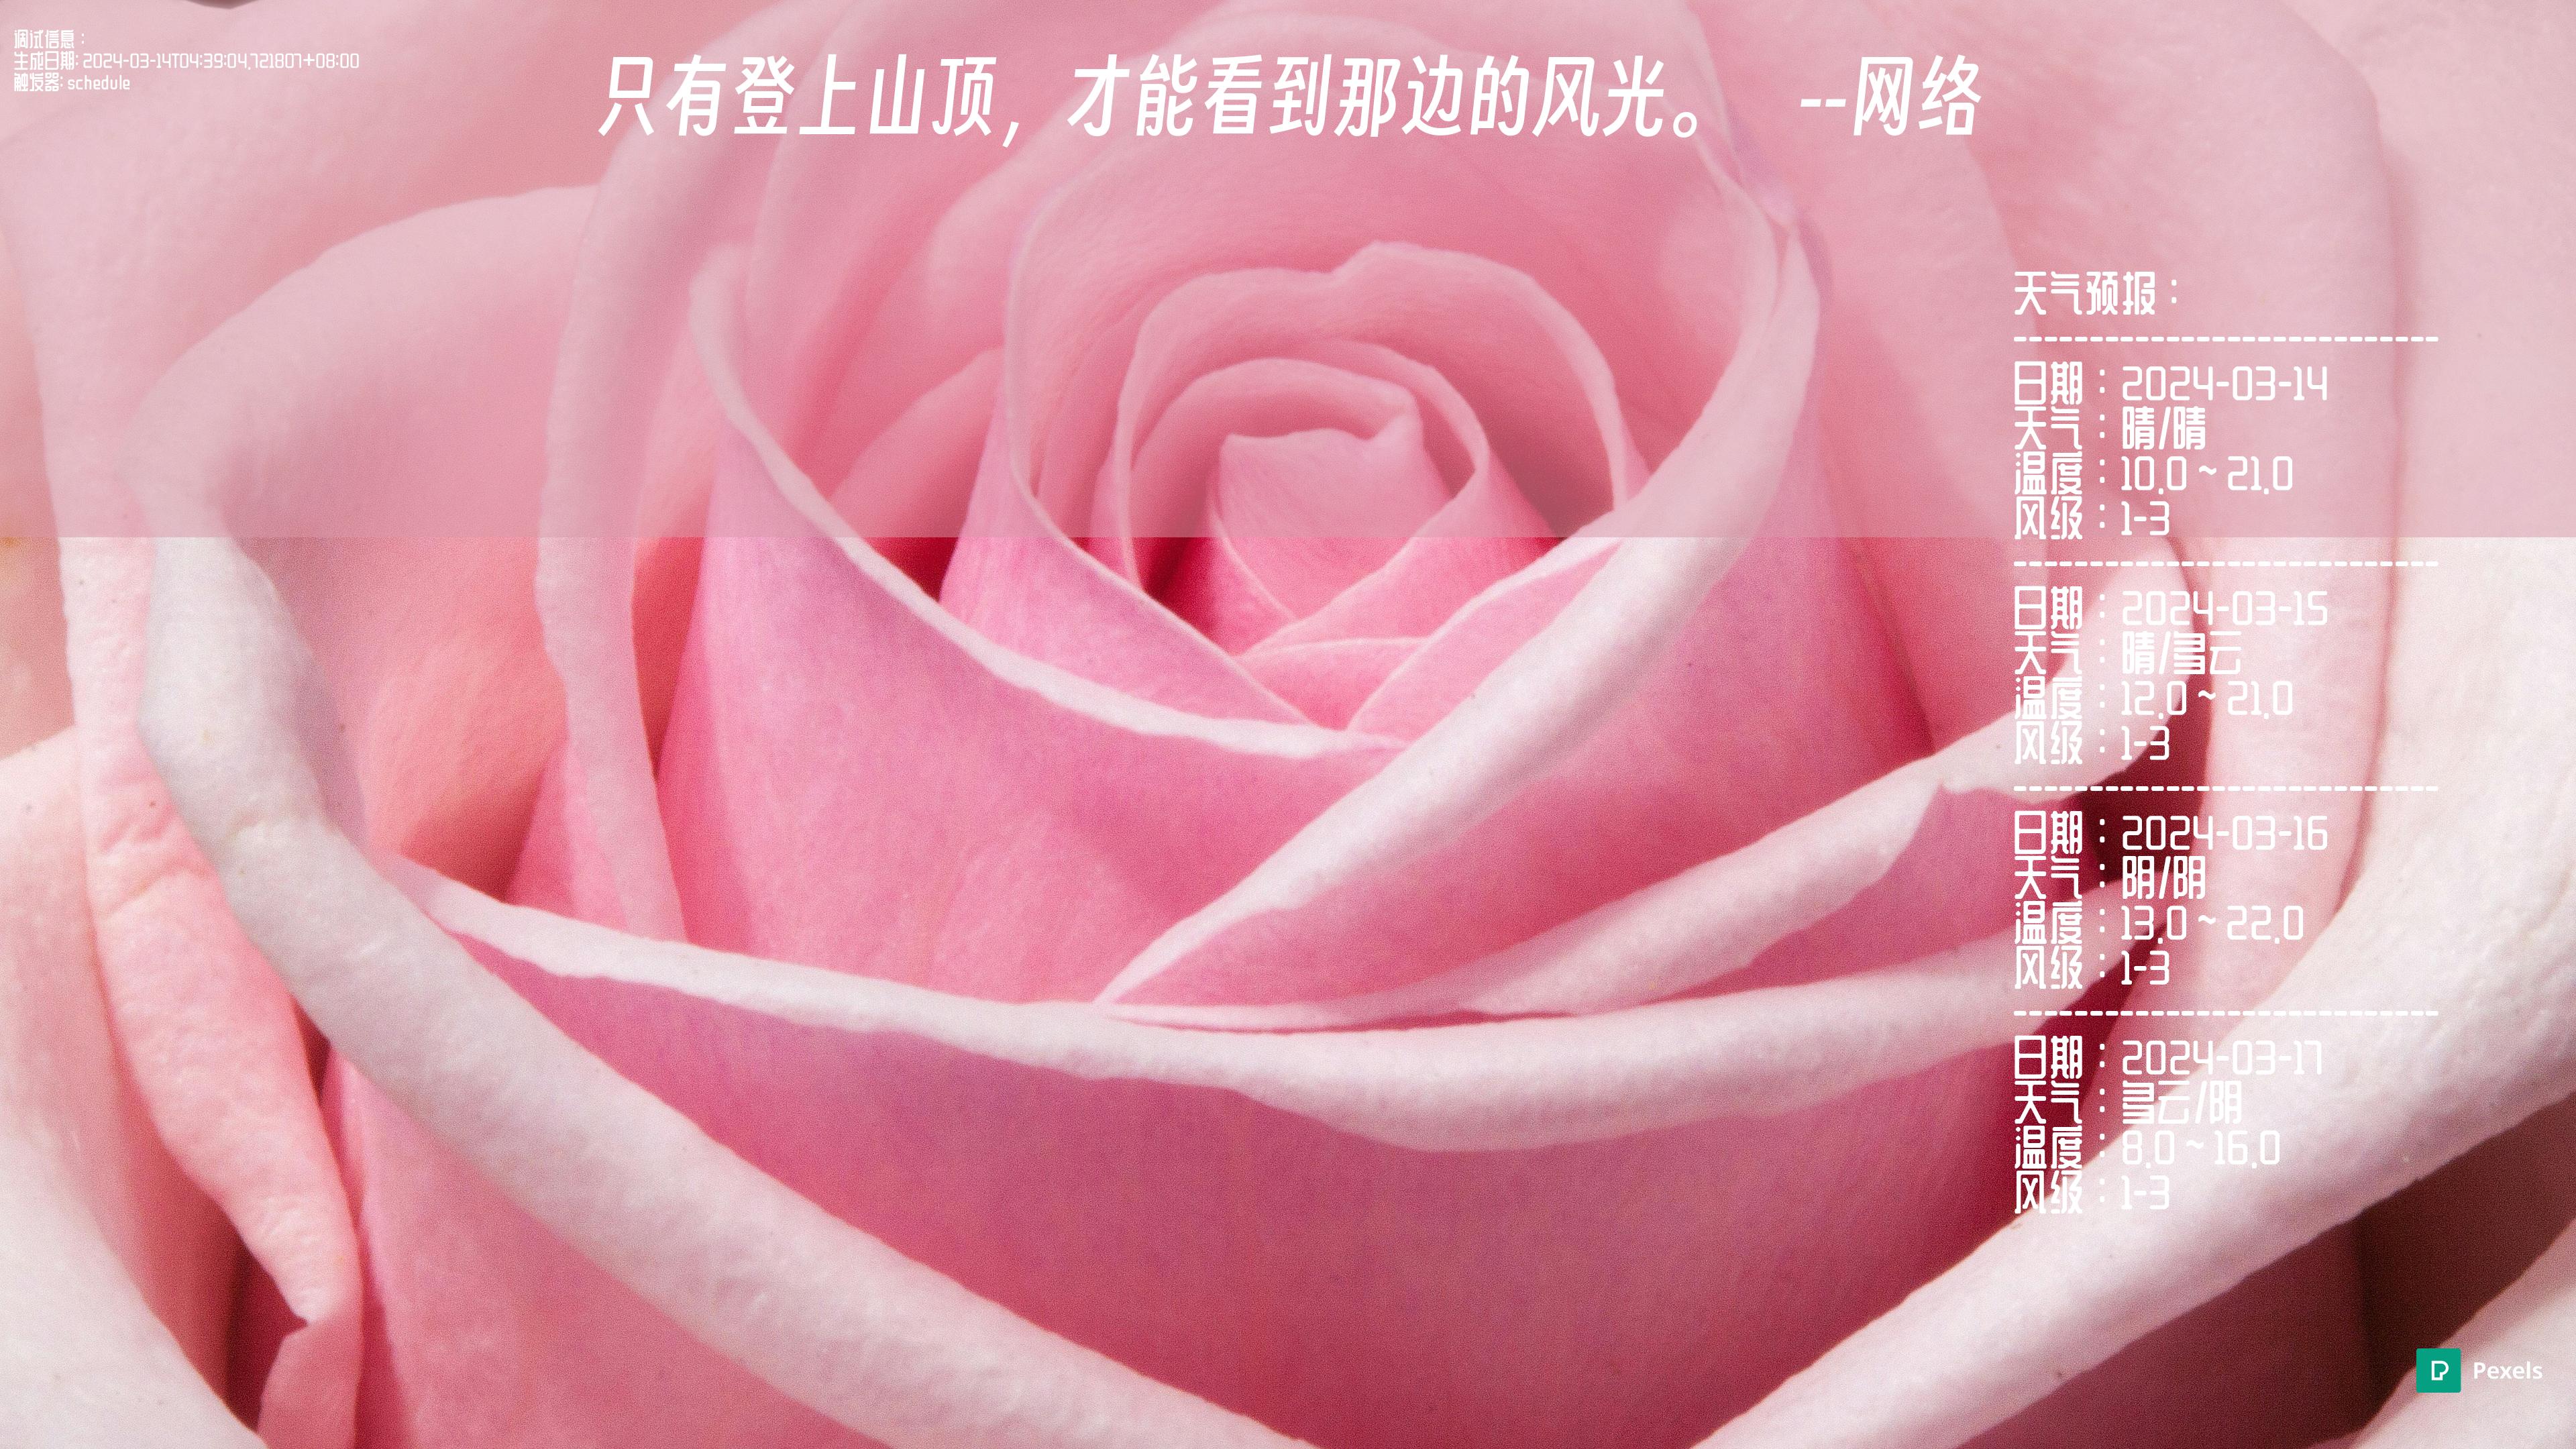 调试信息：
生成日期: 2024-03-14T04:39:04.721807+08:00
触发器: schedule
只有登上山顶，才能看到那边的风光。 --网络
天气预报：
----------------------------
日期：2024-03-14
天气：晴/晴
温度：10.0 ~ 21.0
风级：1-3
----------------------------
日期：2024-03-15
天气：晴/多云
温度：12.0 ~ 21.0
风级：1-3
----------------------------
日期：2024-03-16
天气：阴/阴
温度：13.0 ~ 22.0
风级：1-3
----------------------------
日期：2024-03-17
天气：多云/阴
温度：8.0 ~ 16.0
风级：1-3
Pexels